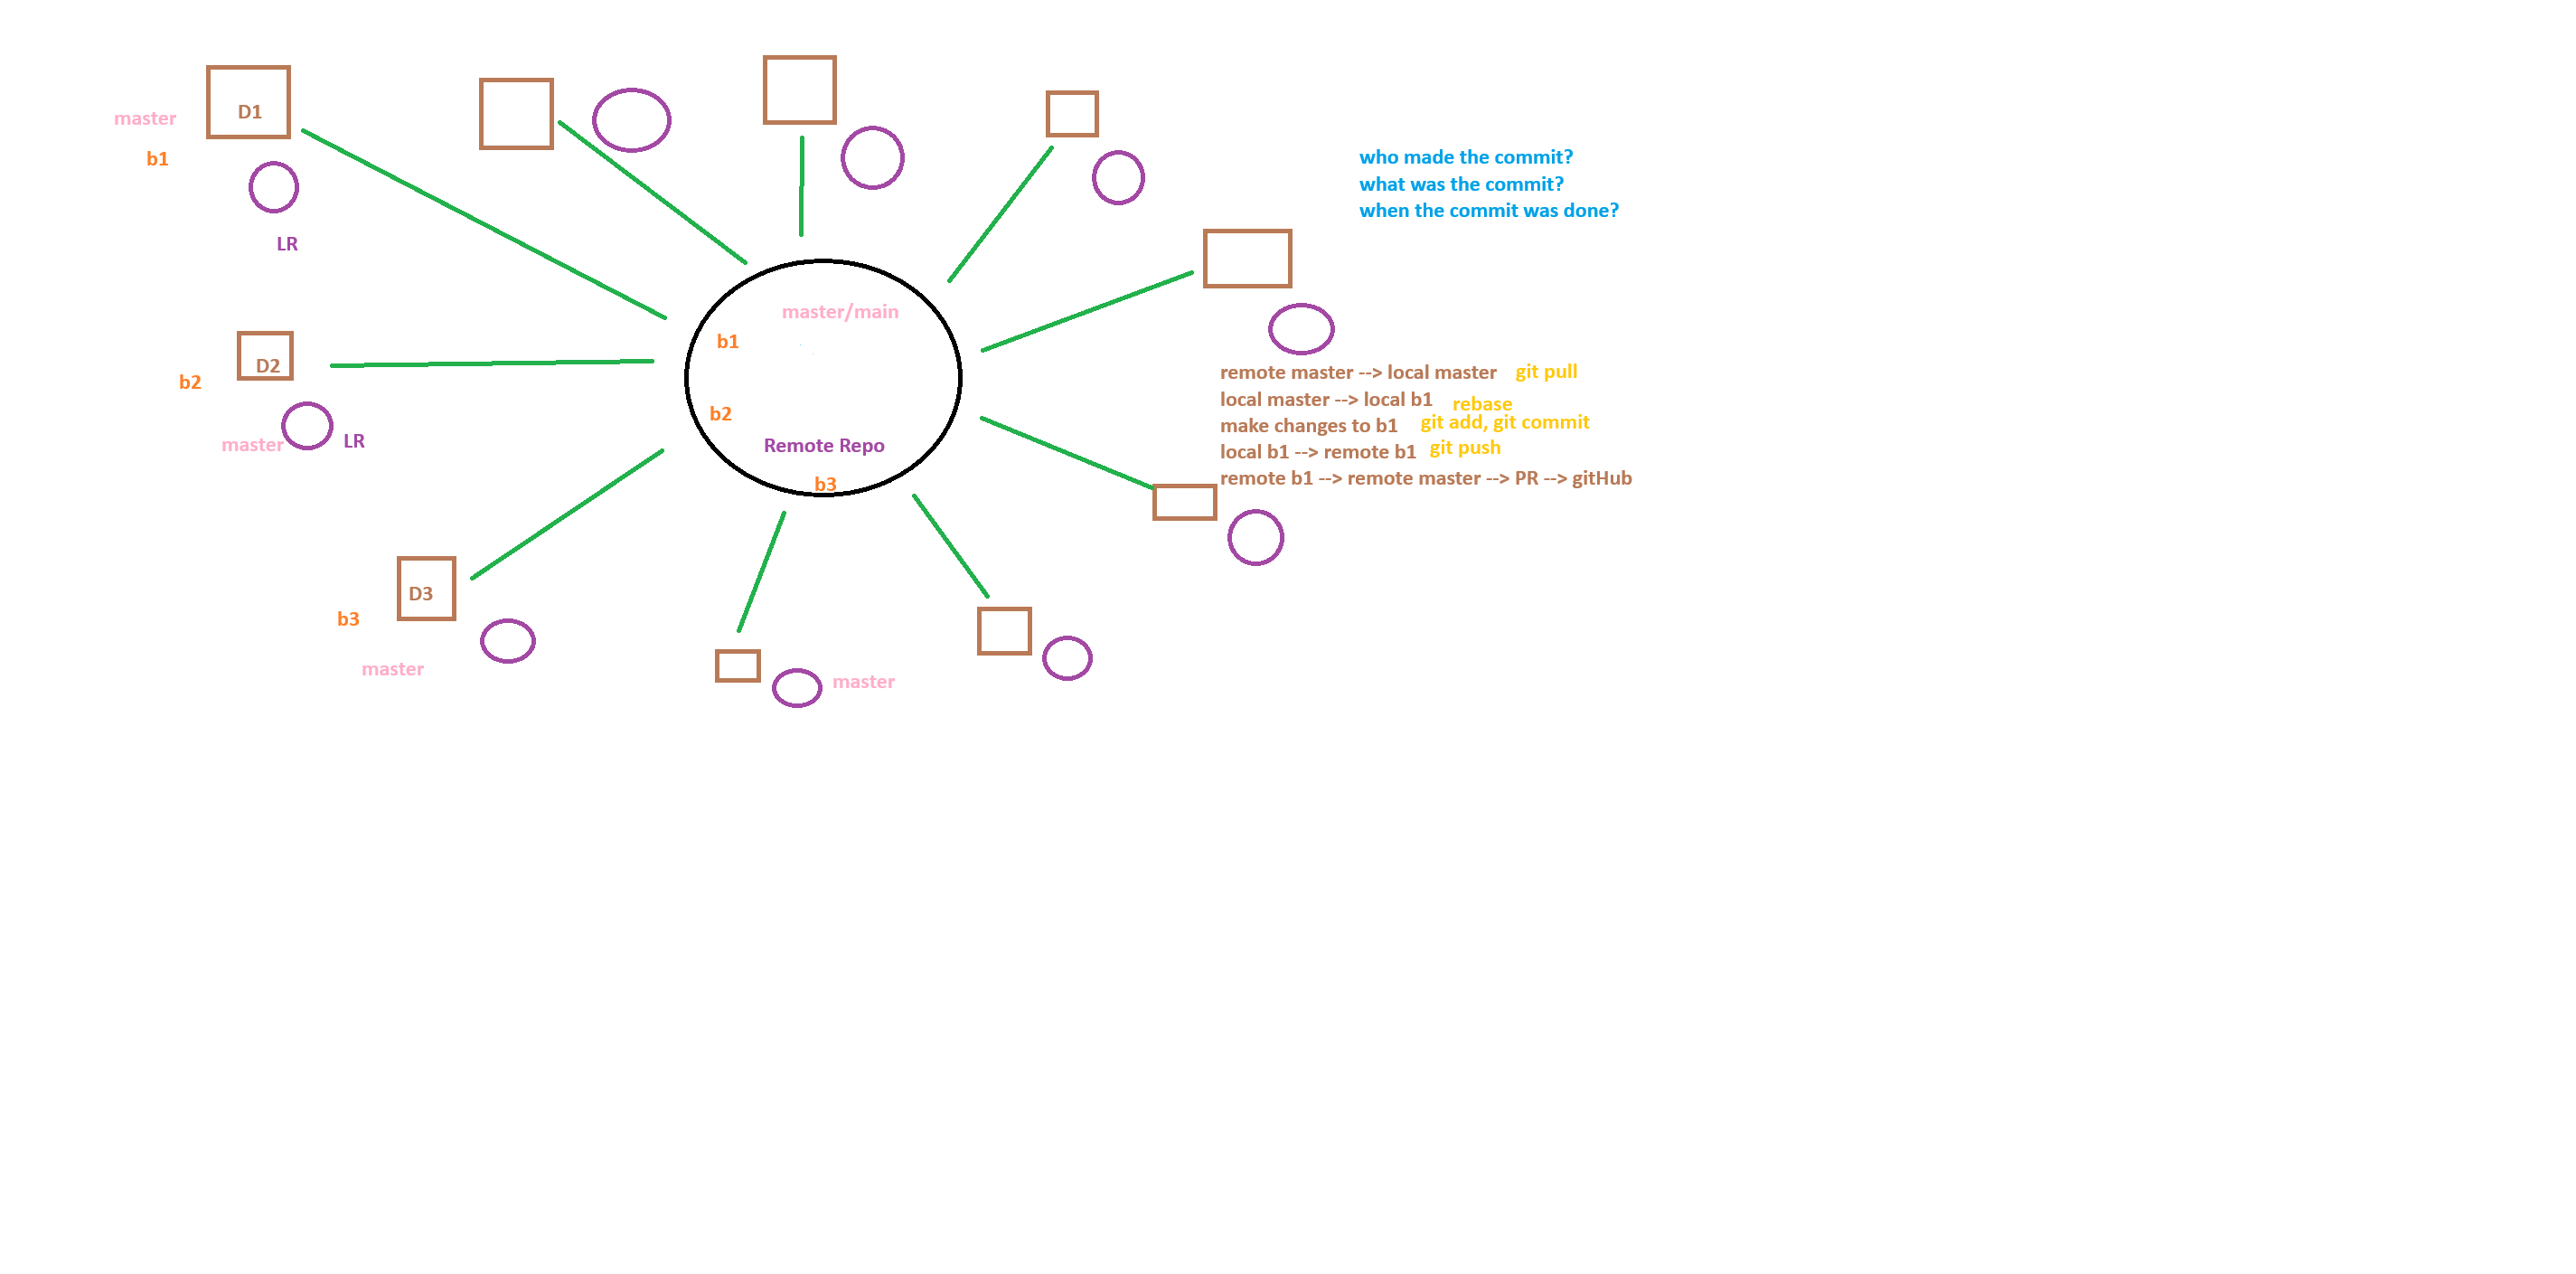 D1
master
b1
LR
who made the commit?
what was the commit?
when the commit was done?
master/main
b1
b2
Remote Repo
b3
D2
b2
master
LR
remote master --> local master git pull
local master --> local b1 rebase
make changes to b1 git add, git commit
local b1 --> remote b1 git push
remote b1 --> remote master --> PR --> gitHub
D3
b3
master
master